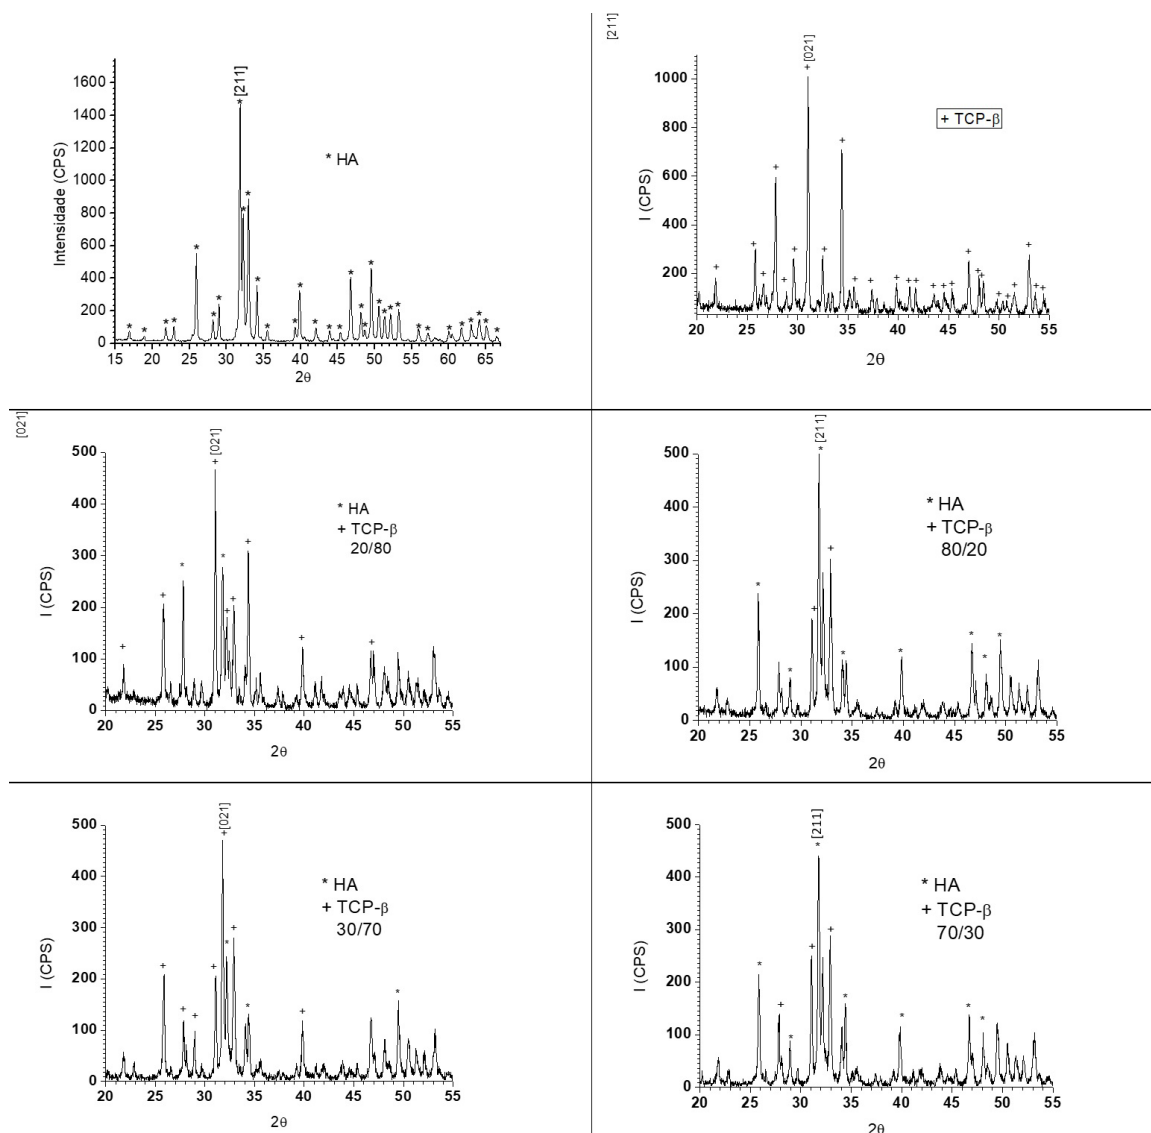 [211]
1600
1400
1200
1000
800
600
400
200
0
Intensidade (CPS)
* HA
15 20 25 30 35 40 45 50 55 60 65
2θ
[211]
[021]
1000
800
600
400
200
I (CPS)
+ TCP-β
20 25 30 35 40 45 50 55
2θ
[021]
[021]
500
400
300
200
100
0
I (CPS)
* HA
+ TCP-β
20/80
20 25 30 35 40 45 50 55
2θ
[211]
500
400
300
200
100
0
I (CPS)
* HA
+ TCP-β
80/20
20 25 30 35 40 45 50 55
2θ
[021]
500
400
300
200
100
0
I (CPS)
* HA
+ TCP-β
30/70
20 25 30 35 40 45 50 55
2θ
[211]
500
400
300
200
100
0
I (CPS)
* HA
+ TCP-β
70/30
20 25 30 35 40 45 50 55
2θ